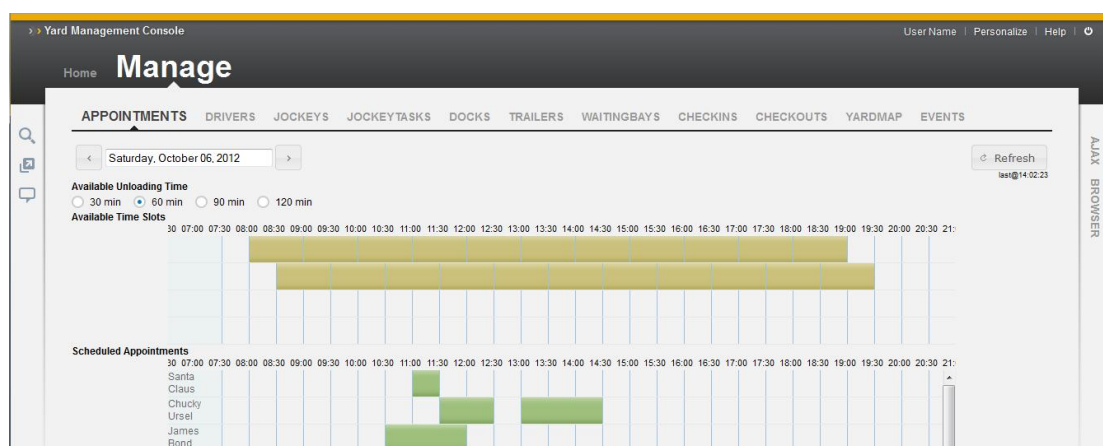 ›› Yard Management Console
User Name | Personalize | Help |
Home Manage
APPOINTMENTS DRIVERS JOCKEYS JOCKEYTASKS DOCKS TRAILERS WAITINGBAYS CHECKINS CHECKOUTS YARDMAP EVENTS
‹ Saturday, October 06, 2012 ›
Refresh
last@14:02:23
AJAX BROWSER
Available Unloading Time
30 min 60 min 90 min 120 min
Available Time Slots
30 07:00 07:30 08:00 08:30 09:00 09:30 10:00 10:30 11:00 11:30 12:00 12:30 13:00 13:30 14:00 14:30 15:00 15:30 16:00 16:30 17:00 17:30 18:00 18:30 19:00 19:30 20:00 20:30 21:
Scheduled Appointments
30 07:00 07:30 08:00 08:30 09:00 09:30 10:00 10:30 11:00 11:30 12:00 12:30 13:00 13:30 14:00 14:30 15:00 15:30 16:00 16:30 17:00 17:30 18:00 18:30 19:00 19:30 20:00 20:30 21:
Santa
Claus
Chucky
Ursel
James
Bond